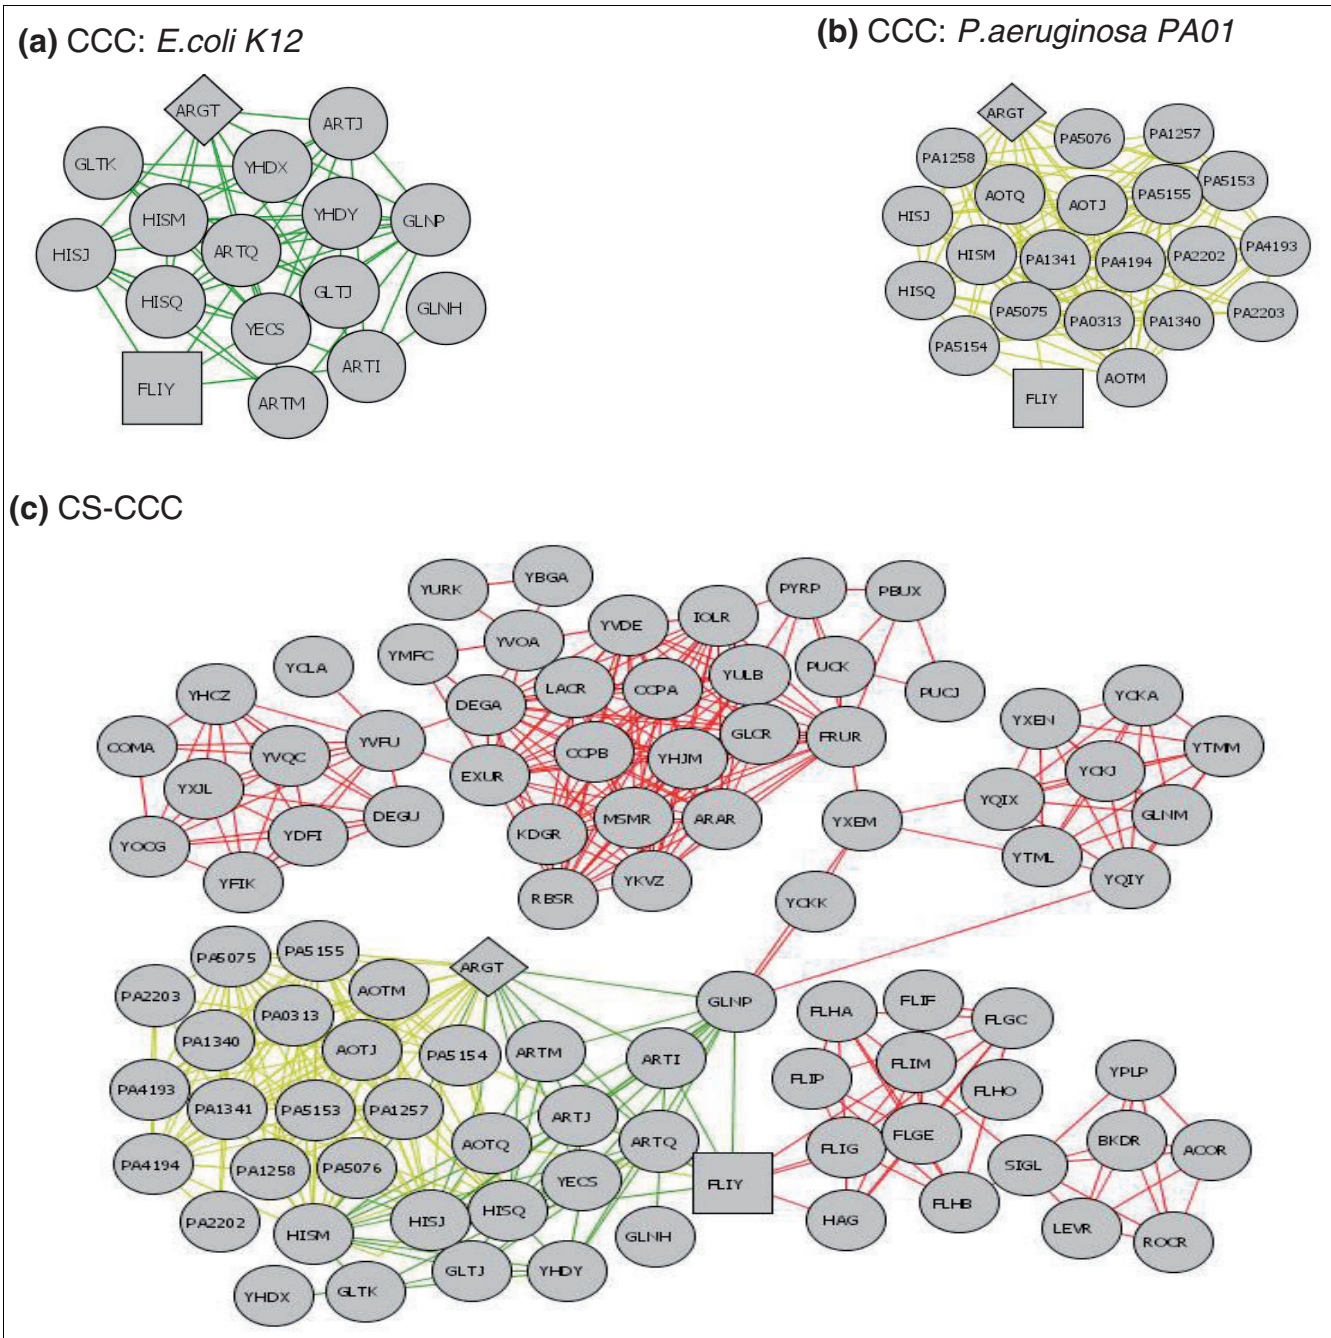 (a) CCC: E.coli K12
(b) CCC: P.aeruginosa PA01
ARGT
ARTJ
GLTK
YHDX
HISM
YHDY
GLNP
HISJ
ARTQ
HISQ
GLTJ
GLNH
YECS
FLIY
ARTI
ARTM
ARGT
PA5076
PA1257
PA1258
PA5153
AOTQ
AOTJ
PA5155
HISJ
HISM
PA1341
PA4194
PA2202
PA4193
HISQ
PA5075
PA0313
PA1340
PA2203
PA5154
FLIY
AOTM
(c) CS-CCC
YURK
YBGA
PYRP
PBUX
YVDE
IOLR
YMFC
YVOA
YCLA
YHCZ
LACR
CCPA
YULB
PUCK
PUCJ
DEGA
YCKA
YXEN
COMA
YVQC
YVFU
GLCR
FRUR
YTMM
YXJL
EXUR
CCPB
YHJM
YCKJ
YQIX
DEGU
GLNM
YOCG
YDFI
KDGR
MSMR
ARAR
YXEM
YTML
YFIK
RBSR
YKVZ
YQIY
YCKK
PA5075
PA5155
ARGT
PA2203
AOTM
GLNP
FLHA
FLIF
FLGC
PA0313
PA1340
AOTJ
PA5154
ARTM
ARTI
FLIP
FLIM
FLHO
YPLP
PA4193
PA1341
PA5153
PA1257
AOTQ
ARTJ
ARTQ
FLIG
FLGE
SIGL
BKDR
ACOR
PA4194
PA1258
PA5076
YECS
FLIY
PA2202
HISM
HISJ
HISQ
GLNH
HAG
FLHB
LEVR
ROCR
YHDX
GLTK
GLTJ
YHDY